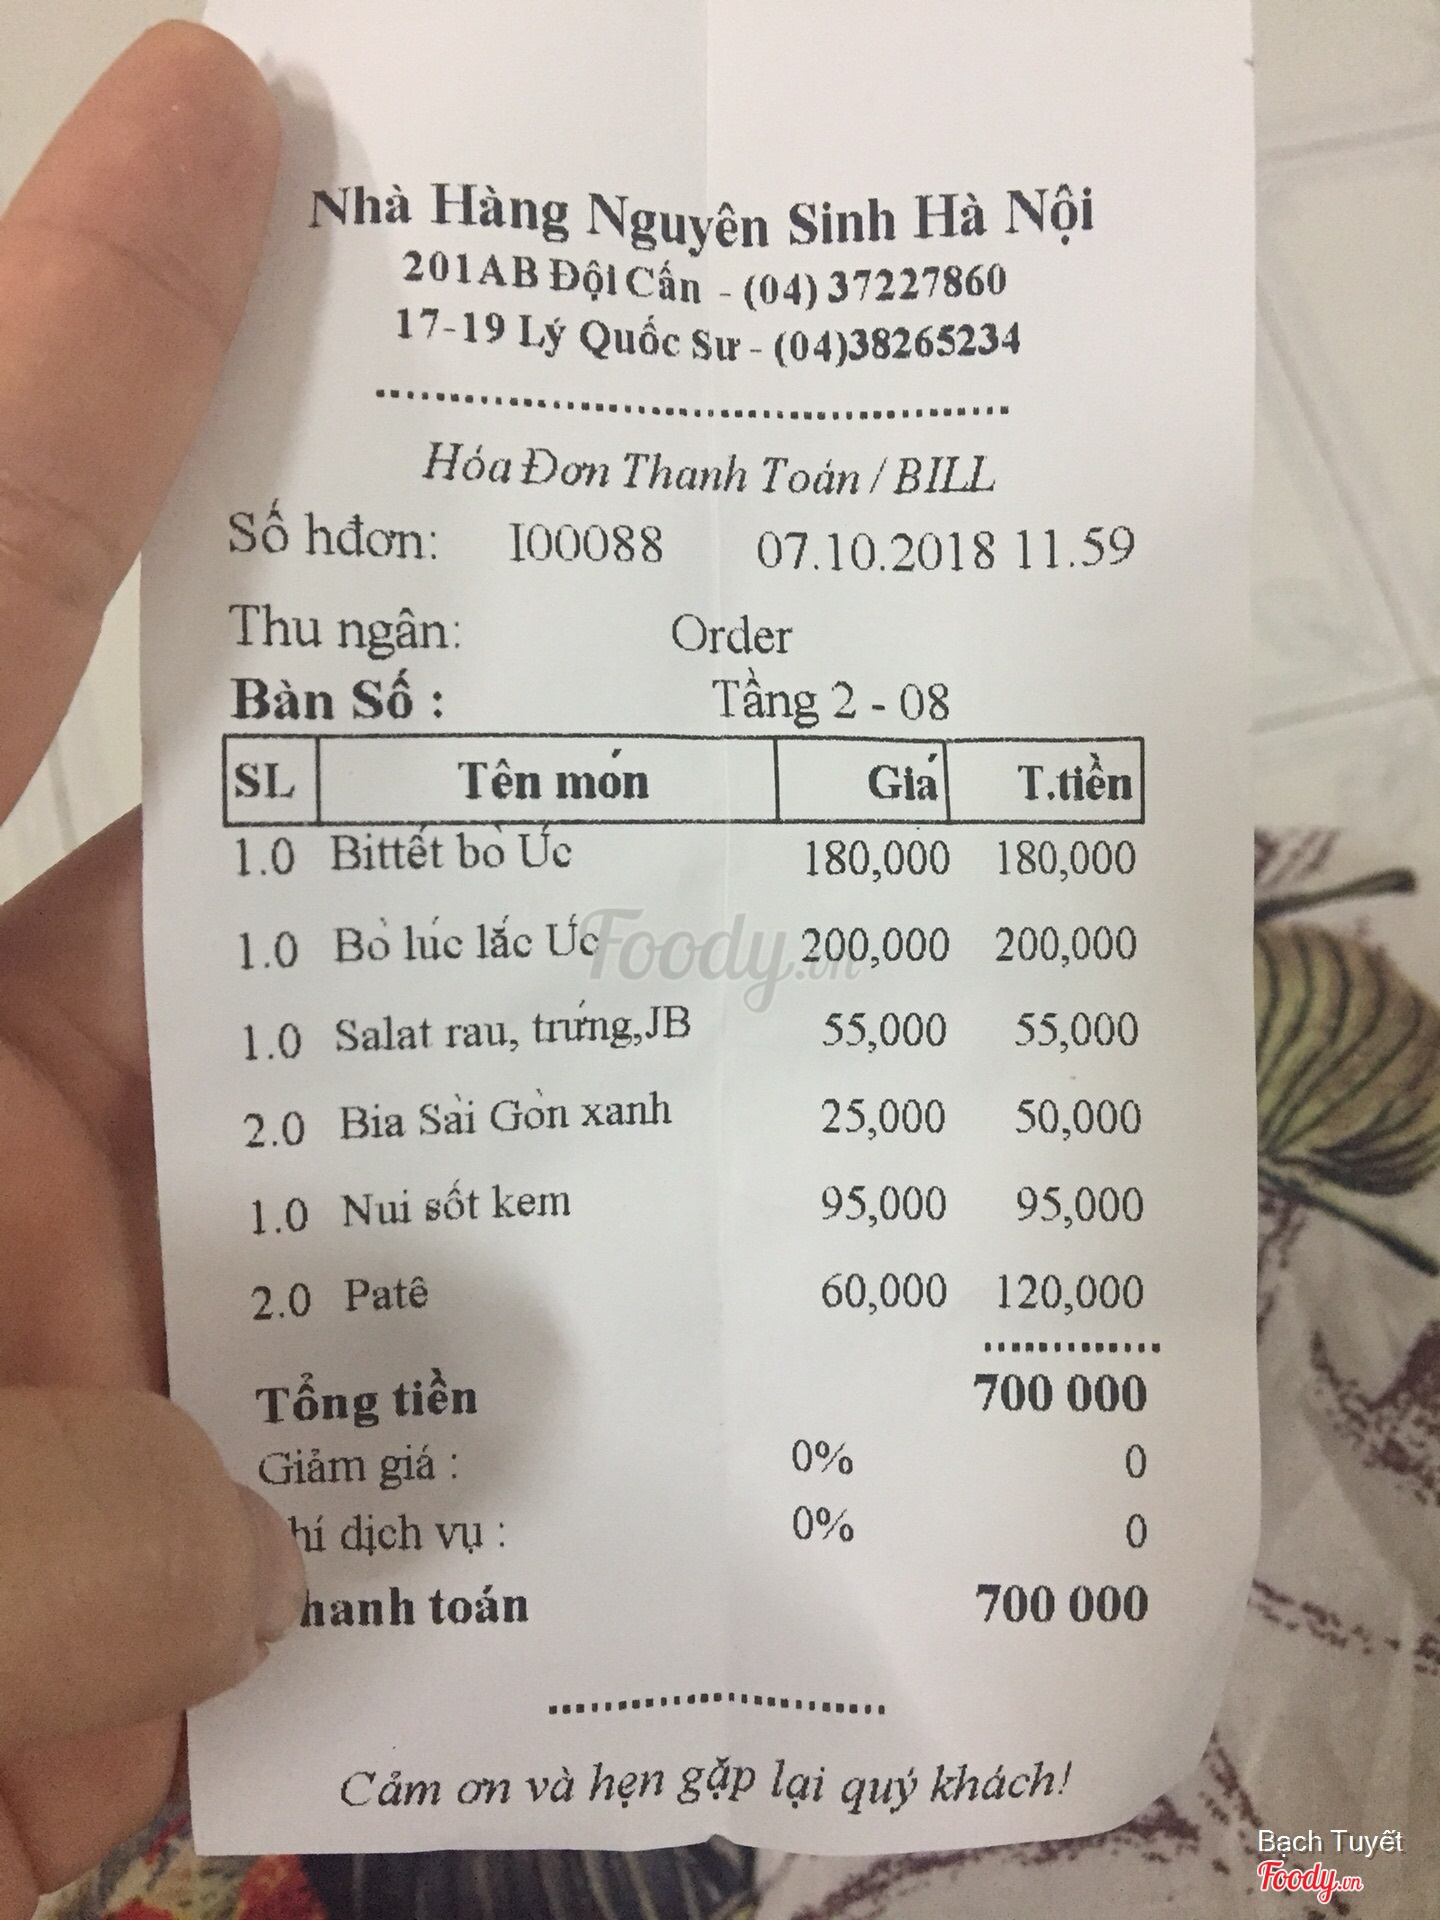 Nhà Hàng Nguyên Sinh Hà Nội
201AB Đội Cấn - (04) 37227860
17-19 Lý Quốc Sư - (04)38265234
Hóa Đơn Thanh Toán / BILL
Số hđơn: I00088 07.10.2018 11.59
Thu ngân: Order
Bàn Số : Tầng 2 - 08
SL Tên món Giá T.tiền
1.0 Bittết bò Úc 180,000 180,000
1.0 Bò lúc lắc Úc 200,000 200,000
1.0 Salat rau, trứng,JB 55,000 55,000
2.0 Bia Sài Gòn xanh 25,000 50,000
1.0 Nui sốt kem 95,000 95,000
2.0 Patê 60,000 120,000
Tổng tiền 700 000
Giảm giá : 0% 0
hí dịch vụ : 0% 0
hanh toán 700 000
Cảm ơn và hẹn gặp lại quý khách!
Foody.vn
Bạch Tuyết
Foody.vn